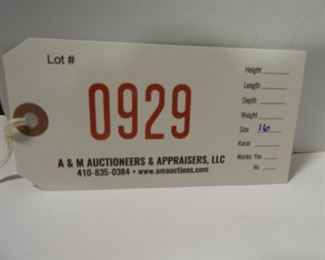 Lot #
0929
A & M AUCTIONEERS & APPRAISERS, LLC
410-835-0384 • www.amauctions.com
Height
Length
Depth
Weight
Size 16
Karat
Works: Yes
No